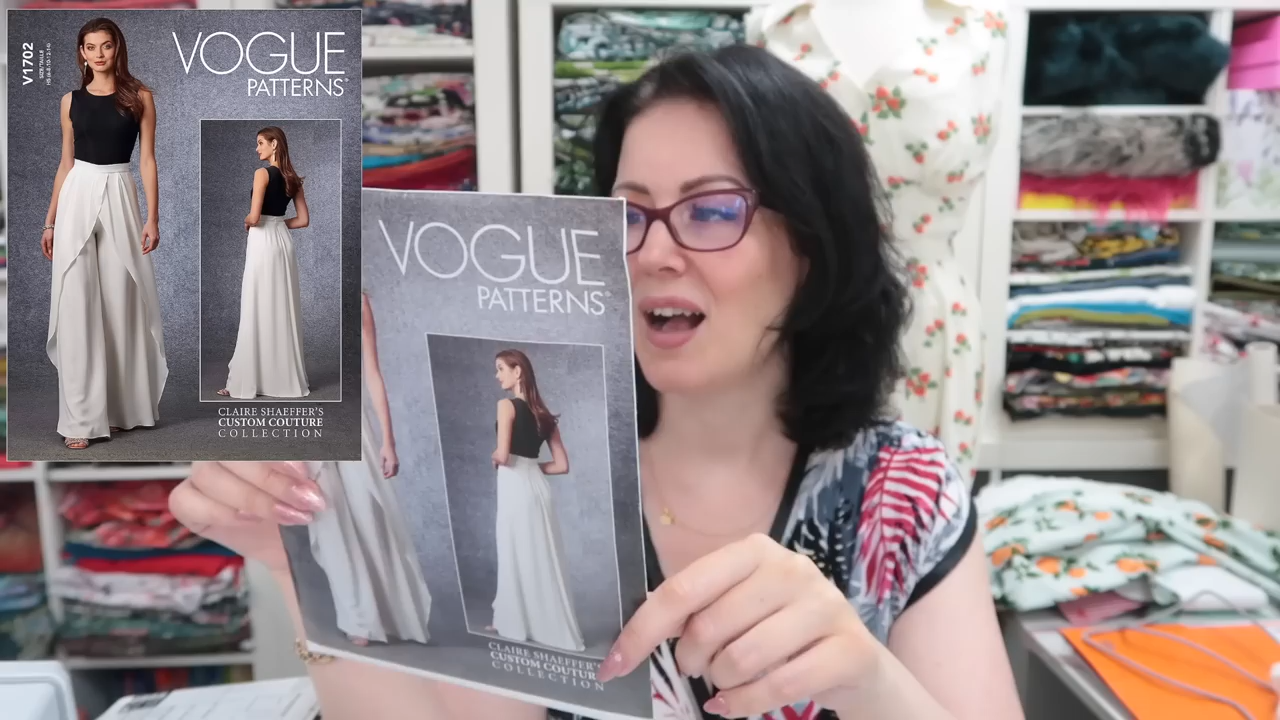 V1702
VOGUE
PATTERNS
CLAIRE SHAEFFER'S
CUSTOM COUTURE
COLLECTION
VOGUE
PATTERNS
CLAIRE SHAEFFER'S
CUSTOM COUTURE
COLLECTION